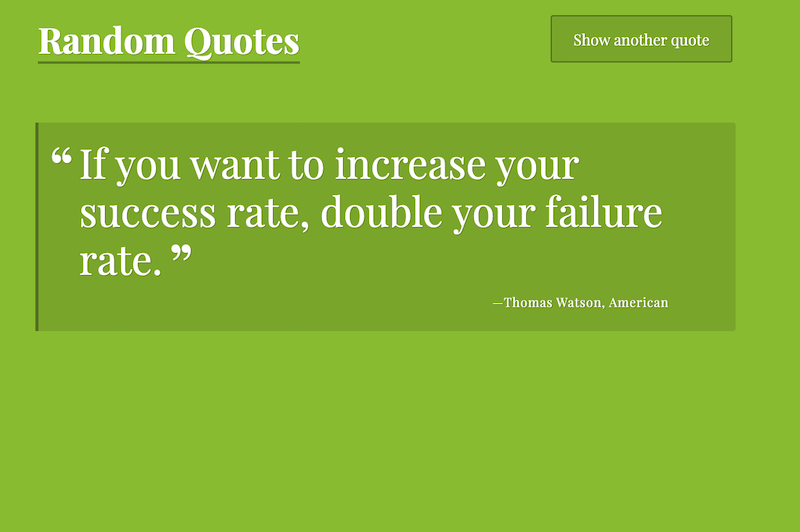 Random Quotes
Show another quote
“ If you want to increase your
success rate, double your failure
rate. ”
—Thomas Watson, American